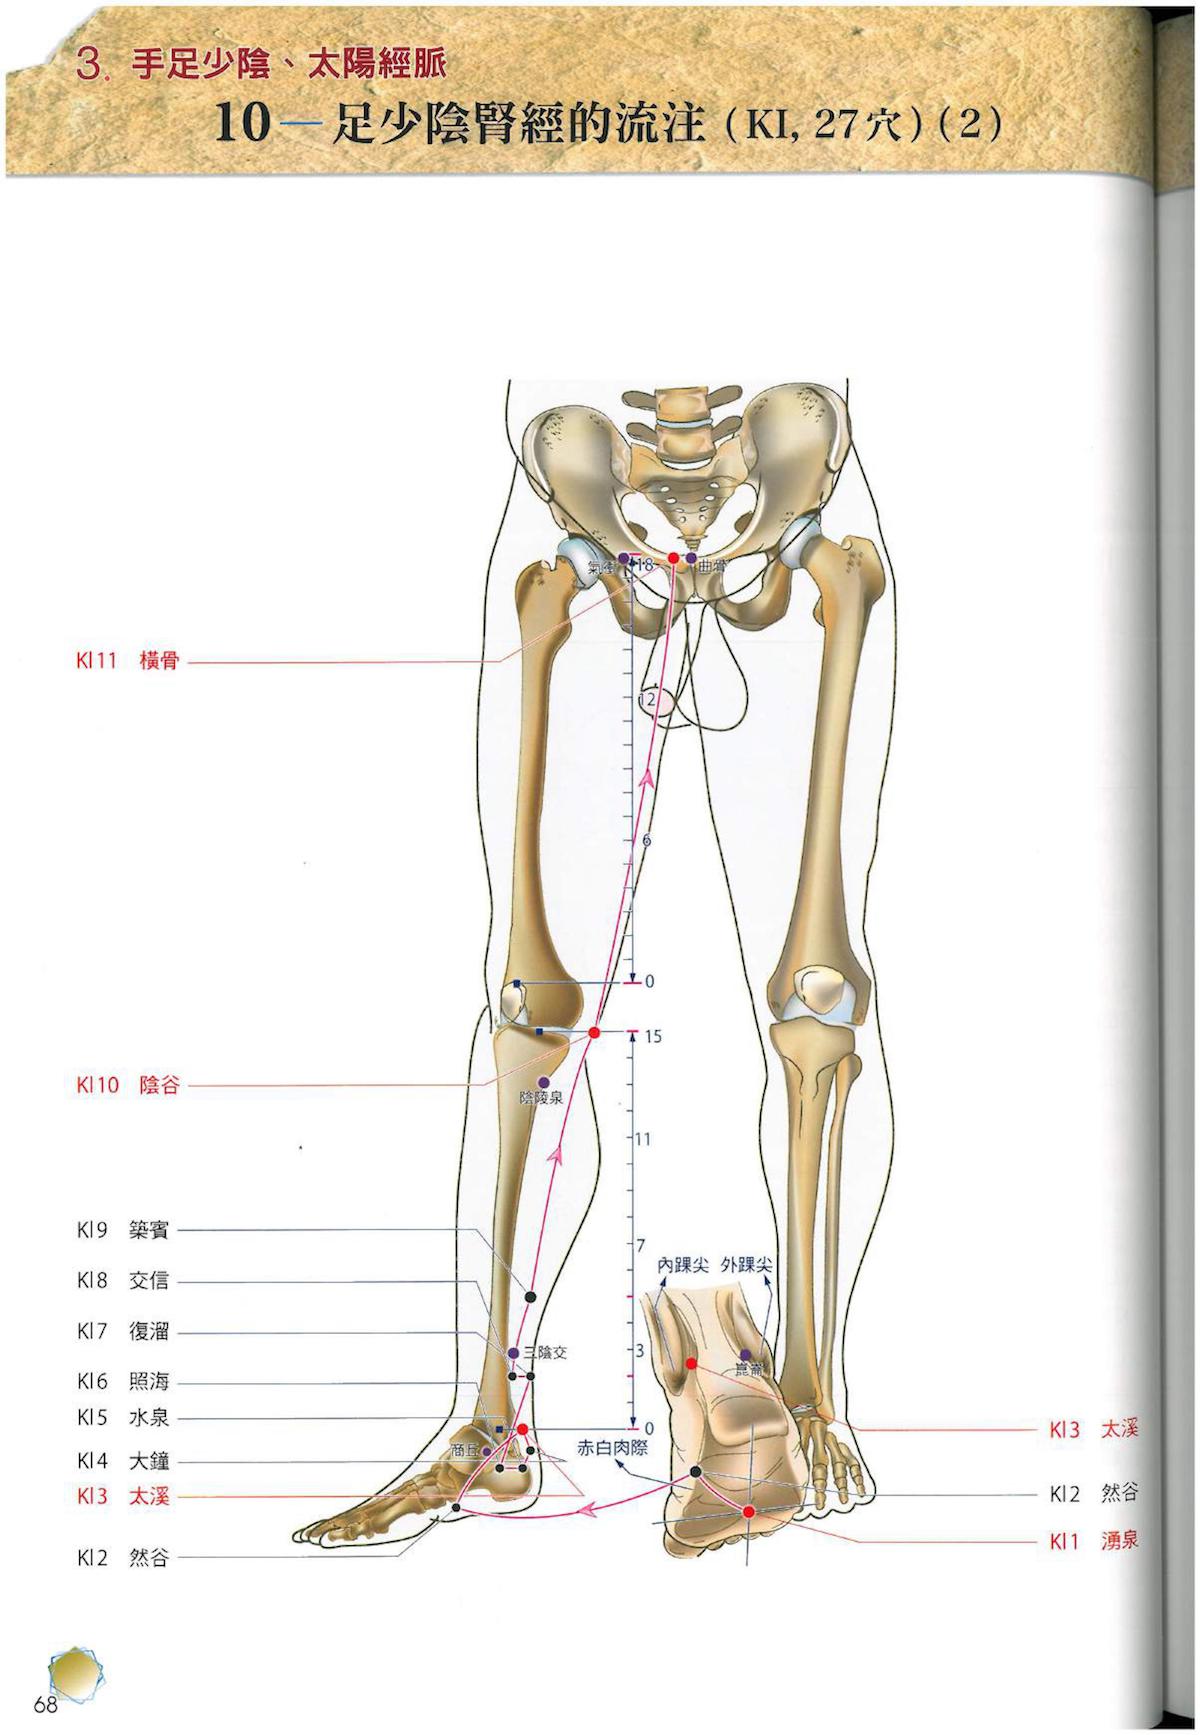 3. 手足少陰、太陽經脈
10—足少陰腎經的流注(KI, 27穴)(2)
氣衝
18
曲骨
KI11 橫骨
12
6
0
15
KI10 陰谷
陰陵泉
11
KI9 築賓
7
內踝尖 外踝尖
KI8 交信
KI7 復溜
三陰交
3
崑崙
KI6 照海
KI5 水泉
0
KI3 太溪
商丘
赤白肉際
KI4 大鐘
KI3 太溪
KI2 然谷
KI1 湧泉
KI2 然谷
68